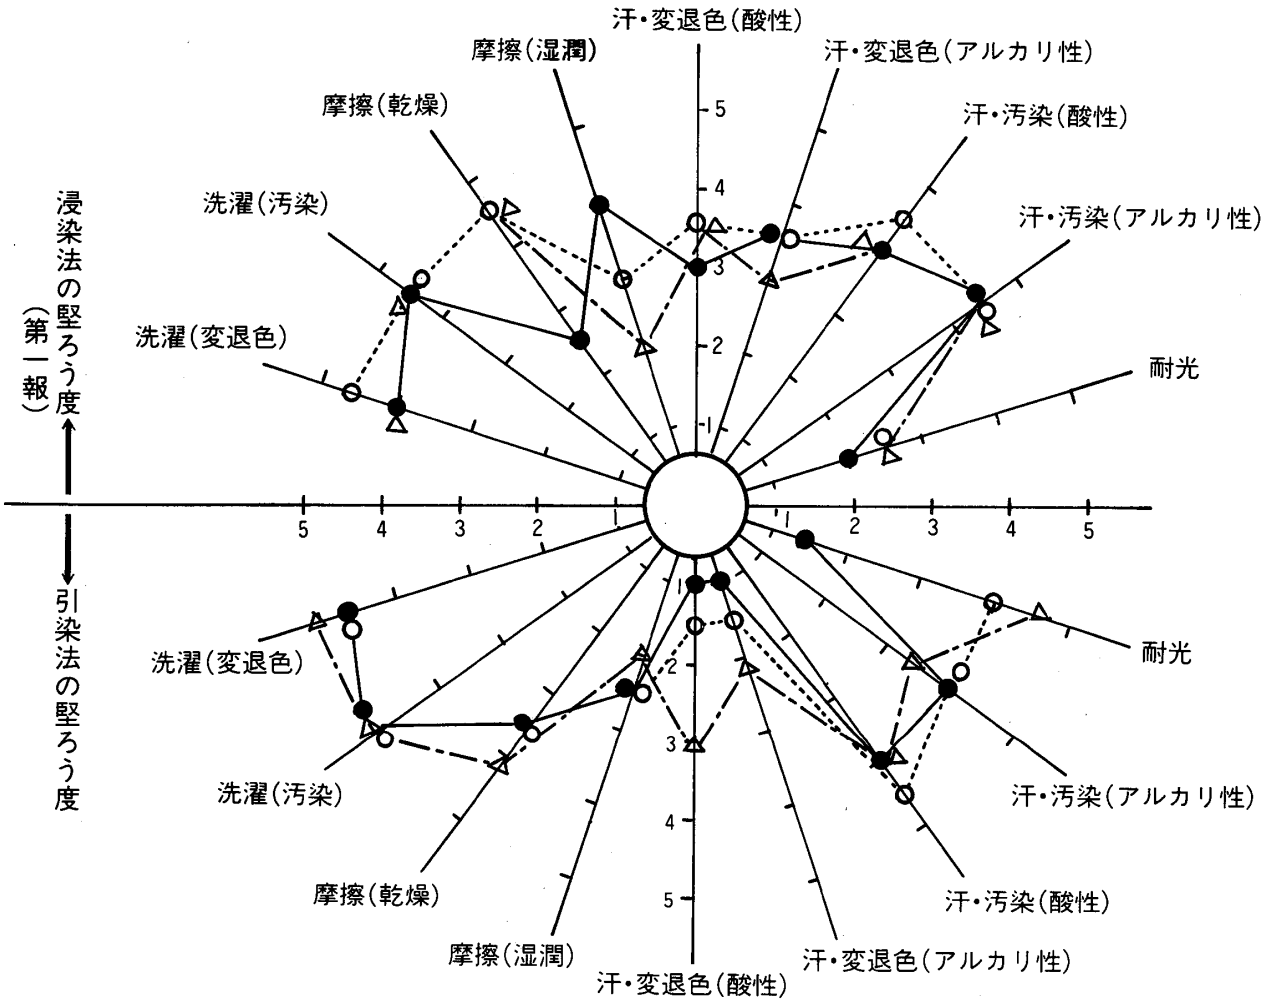 汗・変退色(酸性)
摩擦(湿潤)
汗・変退色(アルカリ性)
摩擦(乾燥)
汗・汚染(酸性)
洗濯(汚染)
汗・汚染(アルカリ性)
洗濯(変退色)
耐光
浸染法の堅ろう度
(第一報)
5
4
3
2
1
5
4
3
2
1
1
2
3
4
5
引染法の堅ろう度
1
2
3
4
5
洗濯(変退色)
耐光
洗濯(汚染)
汗・汚染(アルカリ性)
摩擦(乾燥)
汗・汚染(酸性)
摩擦(湿潤)
汗・変退色(アルカリ性)
汗・変退色(酸性)